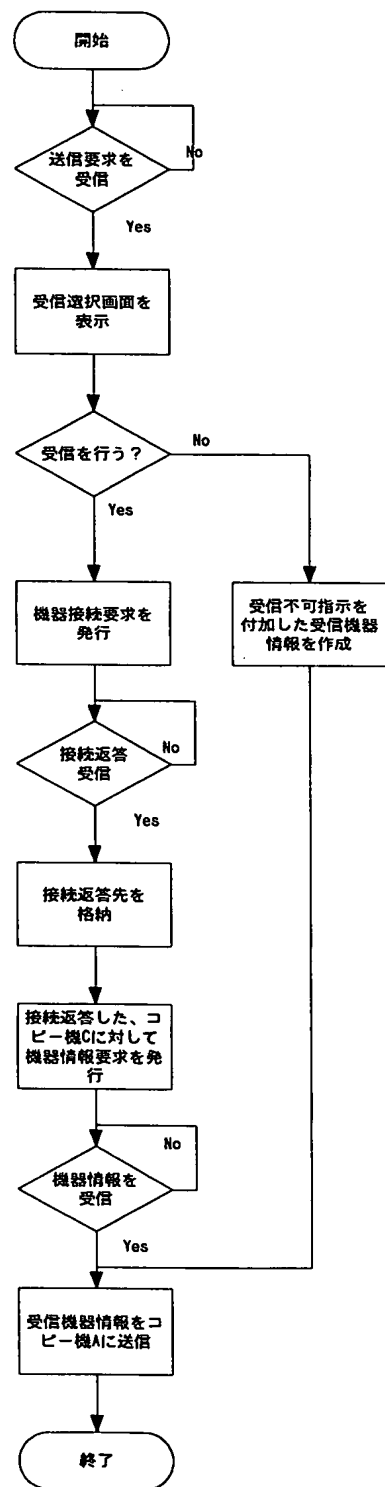 開始
送信要求を
受信
No
Yes
受信選択画面を
表示
受信を行う?
No
Yes
機器接続要求を
発行
受信不可指示を
付加した受信機器
情報を作成
接続返答
受信
No
Yes
接続返答先を
格納
接続返答した、コ
ピー機Cに対して
機器情報要求を発
行
No
機器情報を
受信
Yes
受信機器情報をコ
ピー機Aに送信
終了